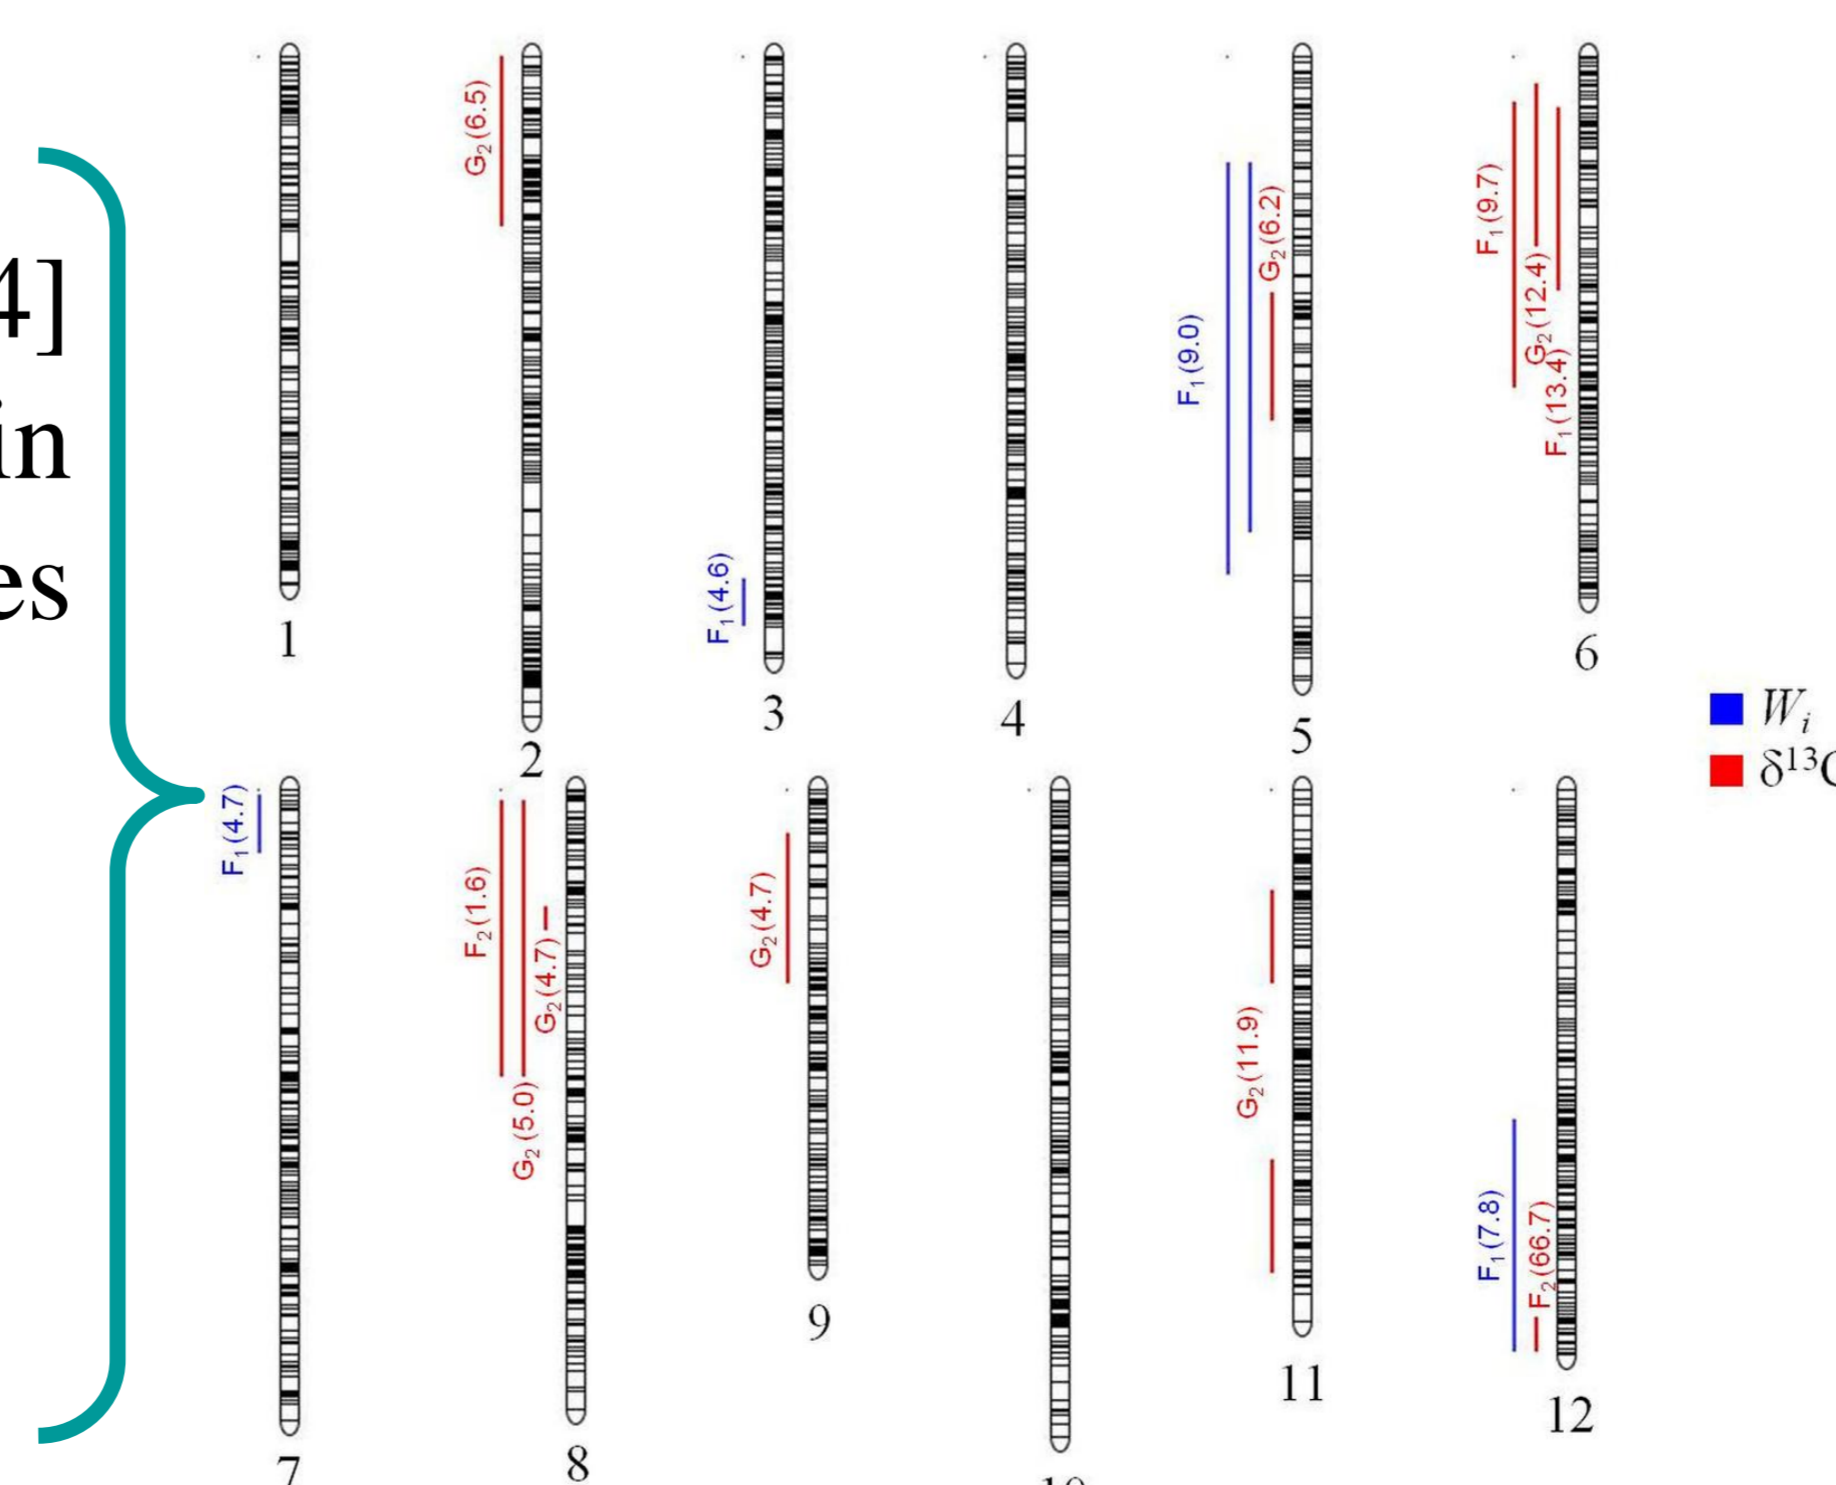 4]
in
es
G₂(6.5)
F₁(4.6)
F₁(9.0)
G₂(6.2)
F₁(9.7)
G₂(12.4)
F₁(13.4)
1
2
3
4
5
6
Wᵢ
δ¹³C
F₁(4.7)
F₂(1.6)
G₂(5.0)
G₂(4.7)
G₂(4.7)
G₂(11.9)
F₁(7.8)
F₂(66.7)
7
8
9
10
11
12